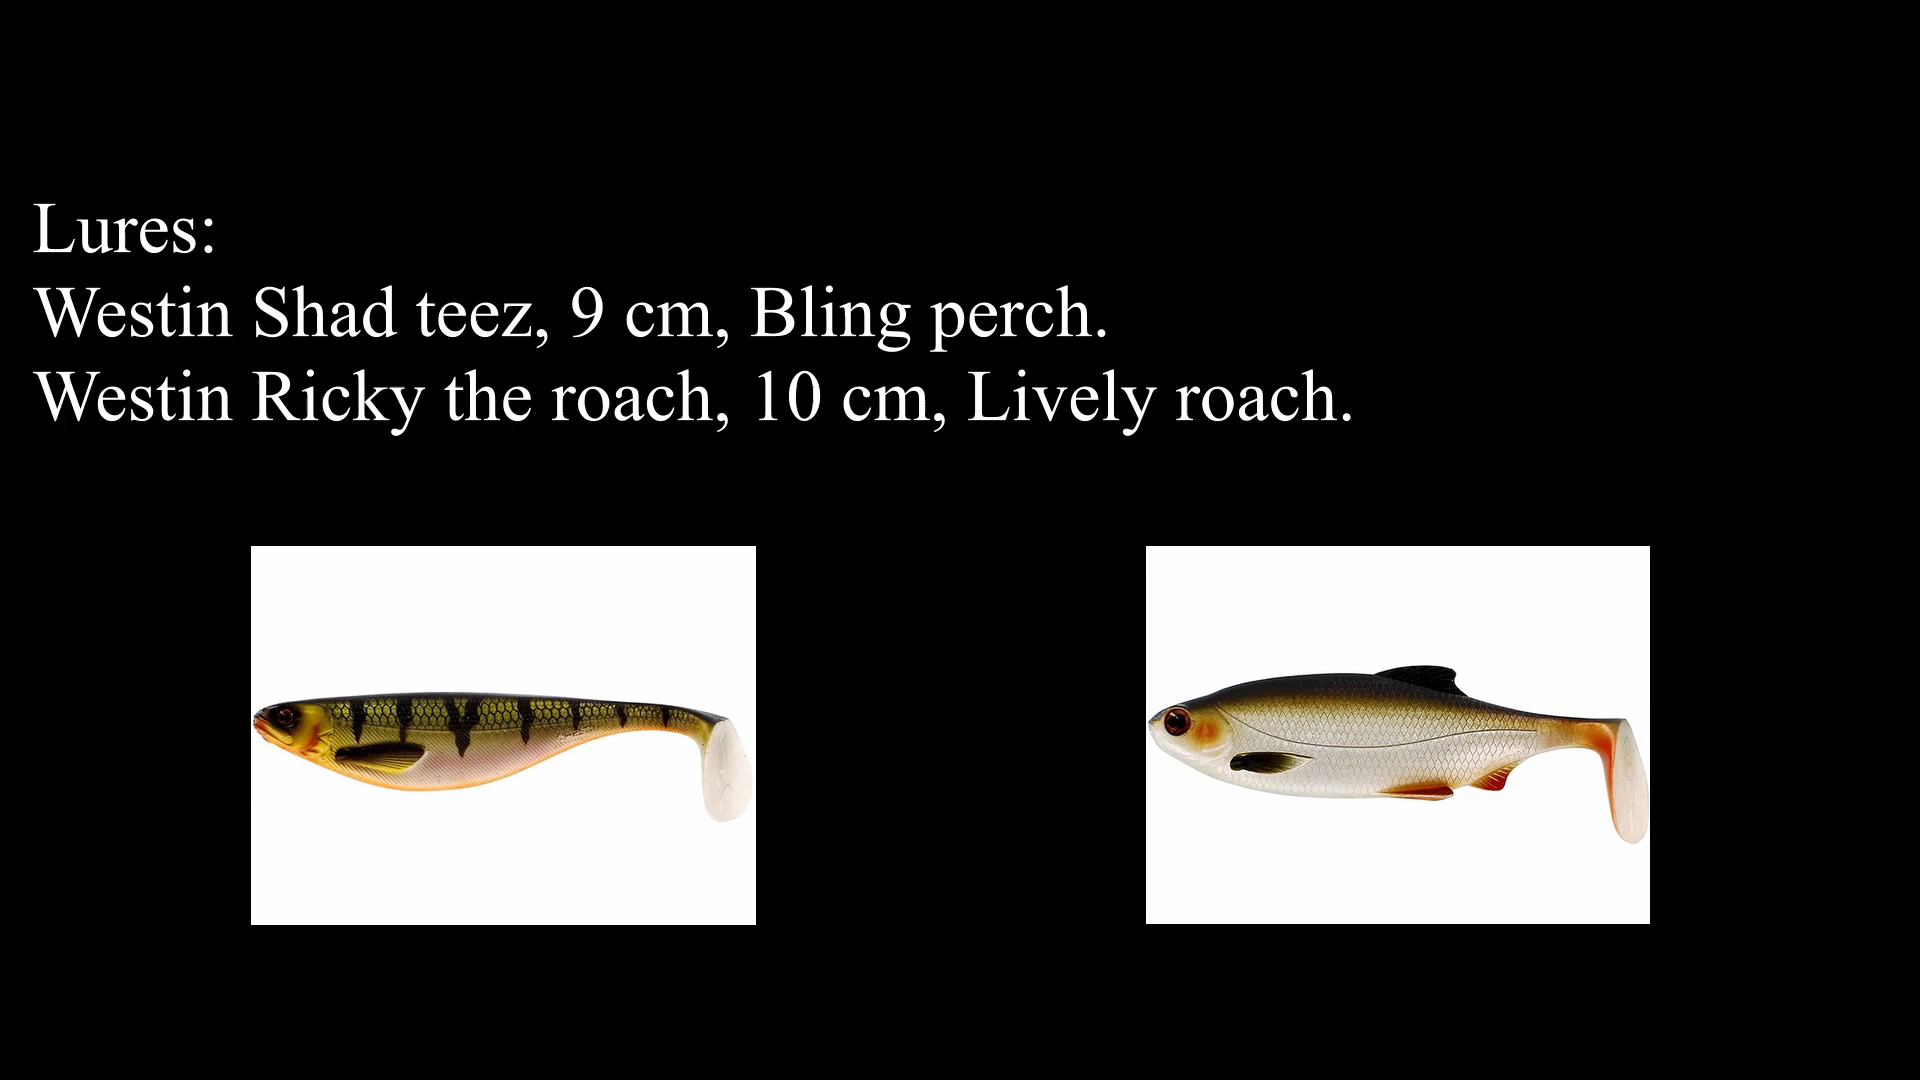 Lures:
Westin Shad teez, 9 cm, Bling perch.
Westin Ricky the roach, 10 cm, Lively roach.